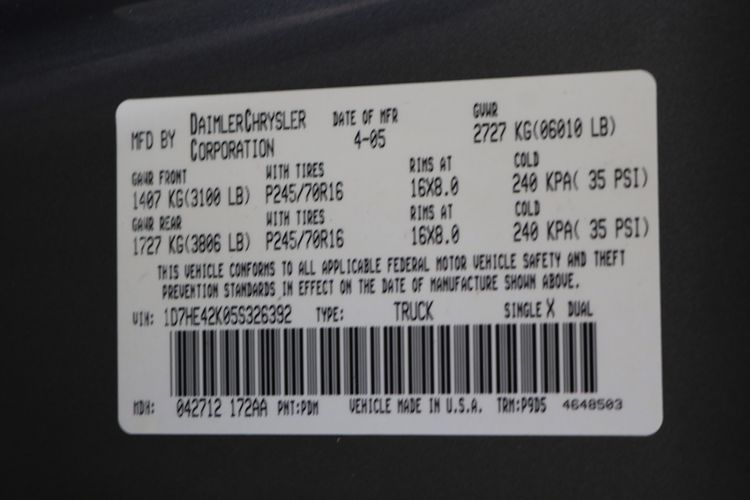 MFD BY DAIMLERCHRYSLER CORPORATION DATE OF MFR 4-05 GVWR 2727 KG(06010 LB)
GAWR FRONT WITH TIRES RIMS AT COLD
1407 KG(3100 LB) P245/70R16 16X8.0 240 KPA( 35 PSI)
GAWR REAR WITH TIRES RIMS AT COLD
1727 KG(3806 LB) P245/70R16 16X8.0 240 KPA( 35 PSI)
THIS VEHICLE CONFORMS TO ALL APPLICABLE FEDERAL MOTOR VEHICLE SAFETY AND THEFT
PREVENTION STANDARDS IN EFFECT ON THE DATE OF MANUFACTURE SHOWN ABOVE.
VIN: 1D7HE42K05S326392 TYPE: TRUCK SINGLE X DUAL
MDH: 042712 172AA PNT:PDM VEHICLE MADE IN U.S.A. TRM:P9D5 4648503